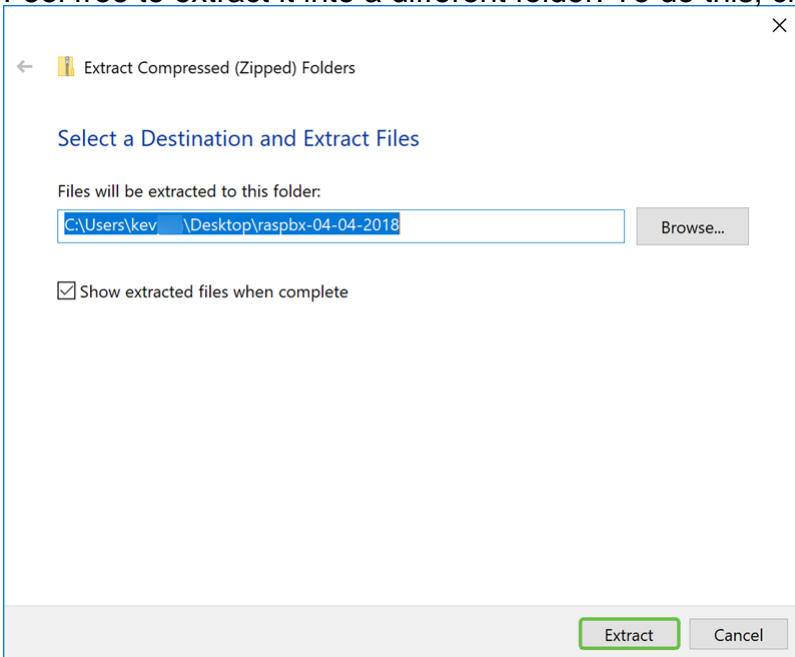 Extract Compressed (Zipped) Folders
Select a Destination and Extract Files
Files will be extracted to this folder:
C:\Users\kev \Desktop\raspbx-04-04-2018
Browse...
Show extracted files when complete
Extract
Cancel